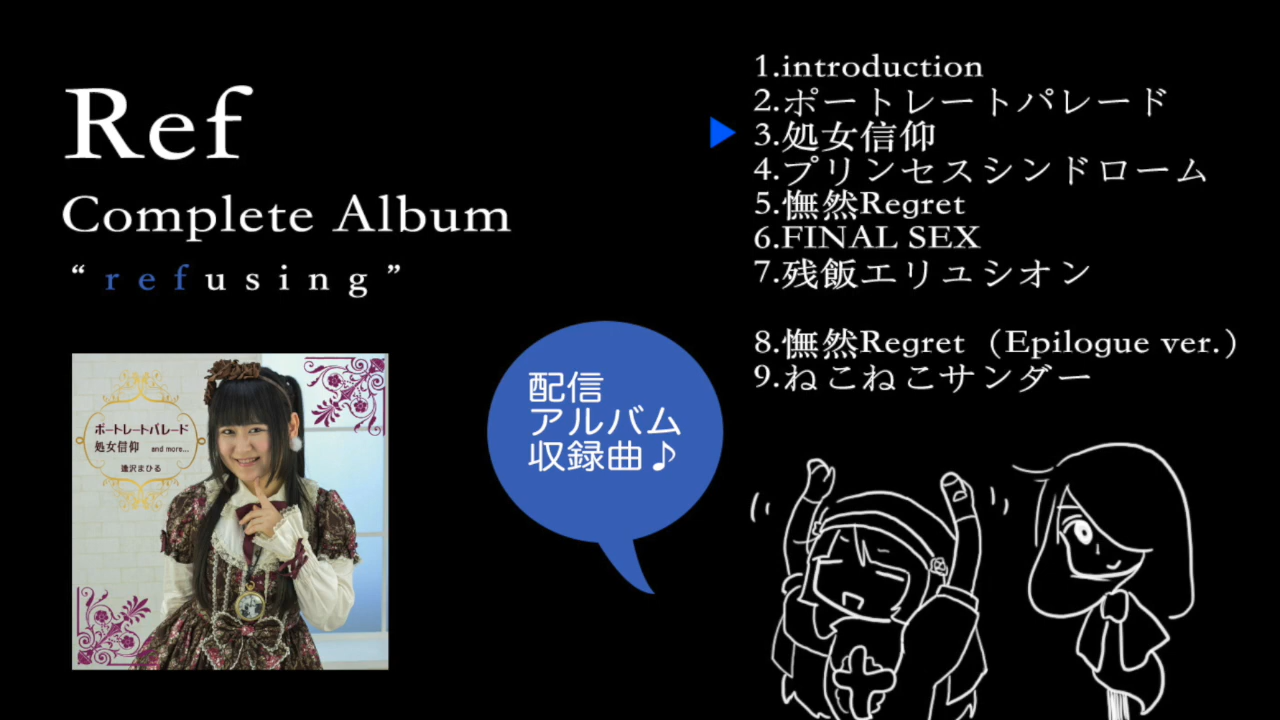 Ref
Complete Album
“refusing”
1.introduction
2.ポートレートパレード
3.処女信仰
4.プリンセスシンドローム
5.憮然Regret
6.FINAL SEX
7.残飯エリュシオン
8.憮然Regret（Epilogue ver.）
9.ねこねこサンダー
配信
アルバム
収録曲♪
ポートレートパレード
処女信仰 and more...
逢沢まひる